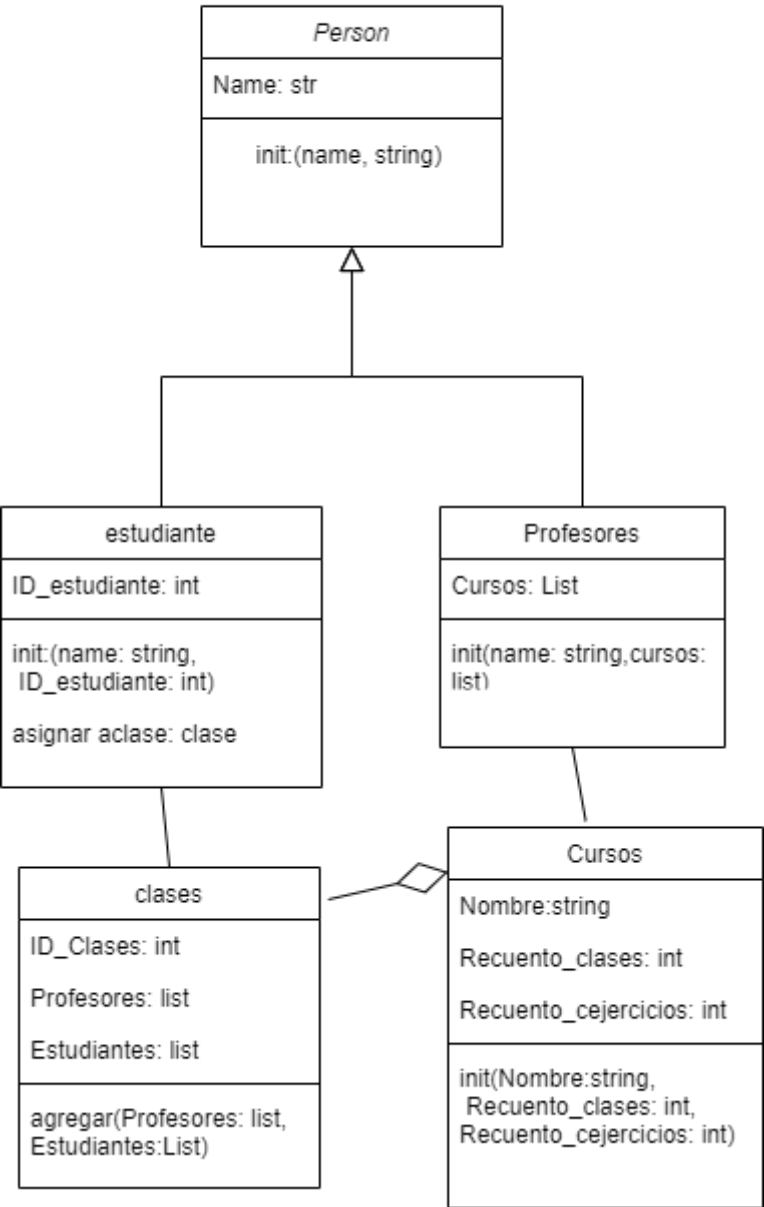 Person
Name: str
init:(name, string)
estudiante
ID_estudiante: int
init:(name: string,
ID_estudiante: int)
asignar aclase: clase
Profesores
Cursos: List
init(name: string,cursos:
list)
clases
ID_Clases: int
Profesores: list
Estudiantes: list
agregar(Profesores: list,
Estudiantes:List)
Cursos
Nombre:string
Recuento_clases: int
Recuento_cejercicios: int
init(Nombre:string,
Recuento_clases: int,
Recuento_cejercicios: int)